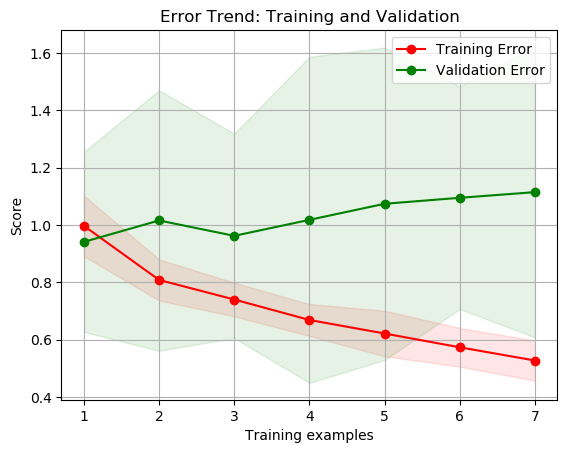 Error Trend: Training and Validation
Training Error
Validation Error
1.6
1.4
1.2
1.0
0.8
0.6
0.4
Score
1 2 3 4 5 6 7
Training examples